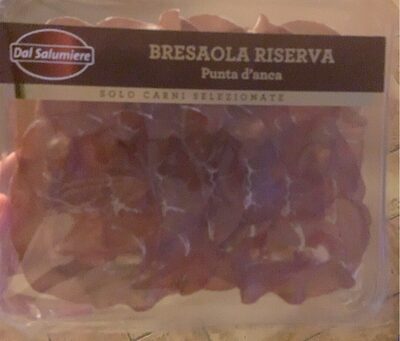 Dal Salumiere
BRESAOLA RISERVA
Punta d'anca
SOLO CARNI SELEZIONATE